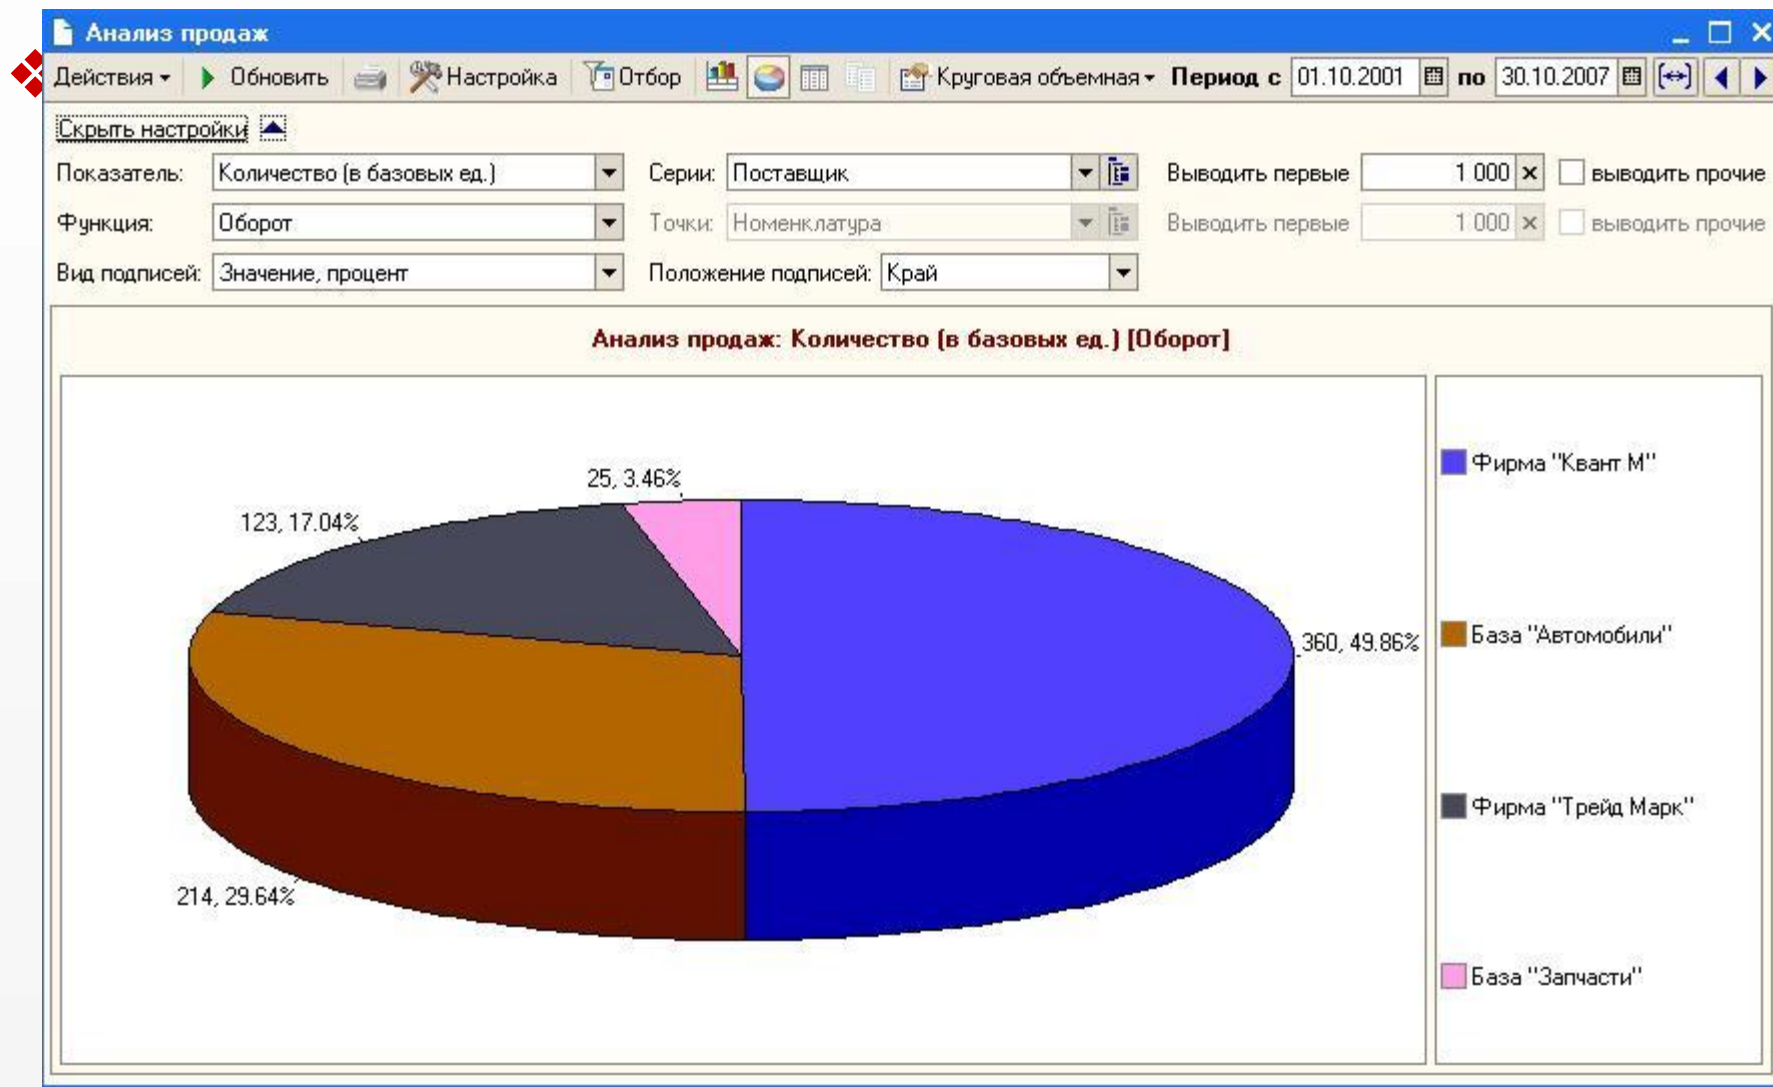 Анализ продаж
Действия Обновить Настройка Отбор Круговая объемная Период с 01.10.2001 по 30.10.2007
Скрыть настройки
Показатель: Количество (в базовых ед.) Серии: Поставщик Выводить первые 1 000 выводить прочие
Функция: Оборот Точки: Номенклатура Выводить первые 1 000 выводить прочие
Вид подписей: Значение, процент Положение подписей: Край
Анализ продаж: Количество (в базовых ед.) [Оборот]
25, 3.46%
123, 17.04%
360, 49.86%
214, 29.64%
Фирма "Квант М"
База "Автомобили"
Фирма "Трейд Марк"
База "Запчасти"